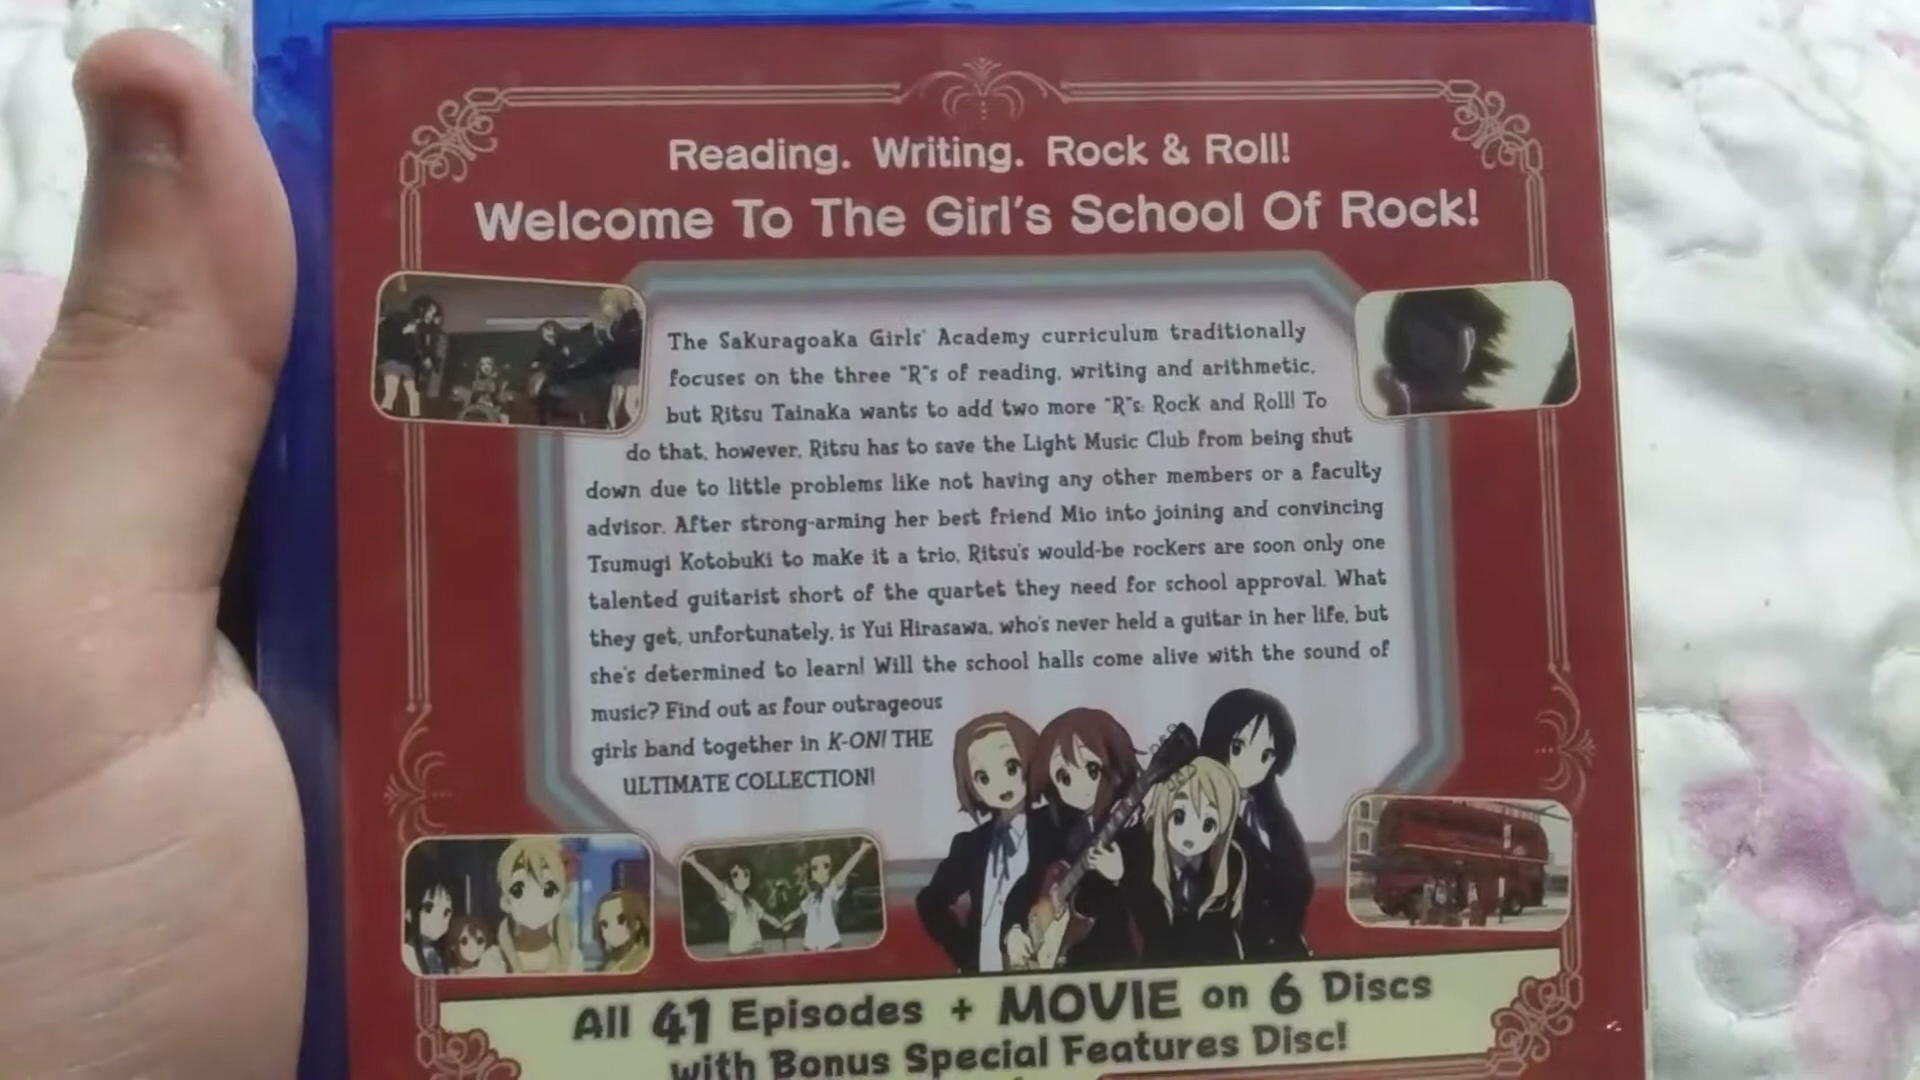 Reading. Writing. Rock & Roll!
Welcome To The Girl's School Of Rock!
The Sakuragoaka Girls' Academy curriculum traditionally
focuses on the three "R"s of reading, writing and arithmetic,
but Ritsu Tainaka wants to add two more "R"s: Rock and Roll! To
do that, however, Ritsu has to save the Light Music Club from being shut
down due to little problems like not having any other members or a faculty
advisor. After strong-arming her best friend Mio into joining and convincing
Tsumugi Kotobuki to make it a trio, Ritsu's would-be rockers are soon only one
talented guitarist short of the quartet they need for school approval. What
they get, unfortunately, is Yui Hirasawa, who's never held a guitar in her life, but
she's determined to learn! Will the school halls come alive with the sound of
music? Find out as four outrageous
girls band together in K-ON! THE
ULTIMATE COLLECTION!
All 41 Episodes + MOVIE on 6 Discs
with Bonus Special Features Disc!